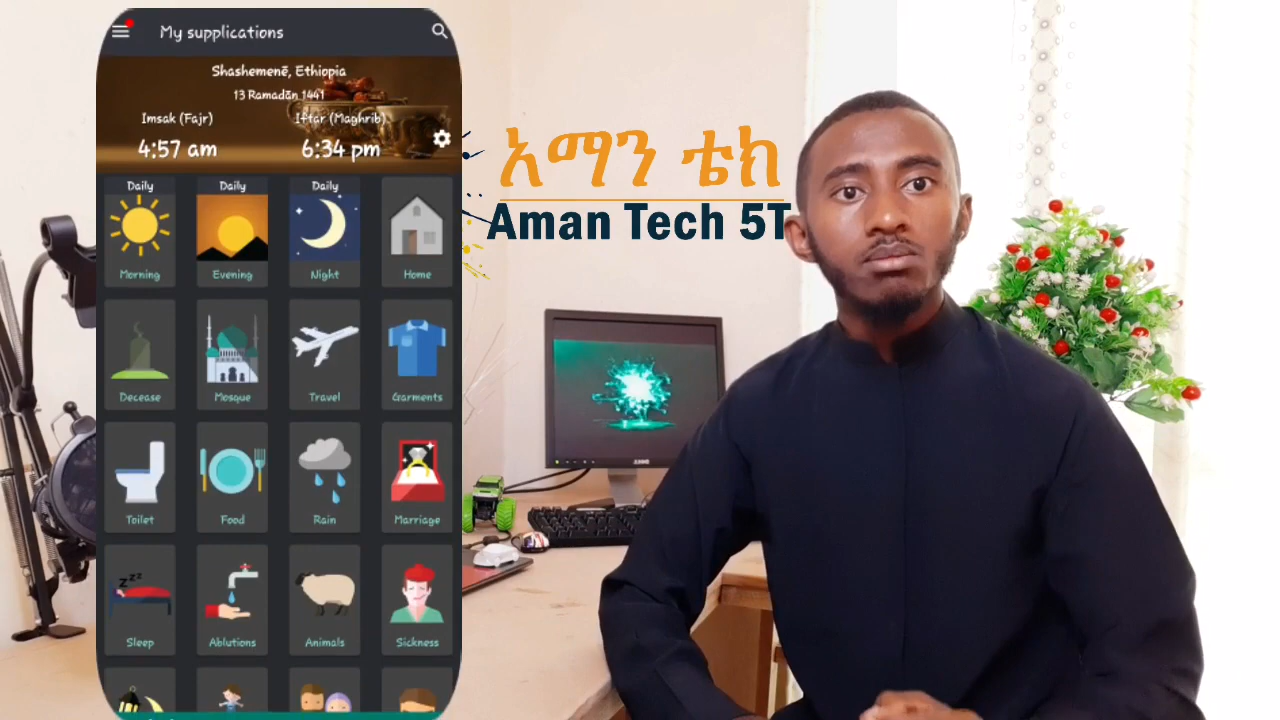 My supplications
Shashemenē, Ethiopia
13 Ramadān 1441
Imsak (Fajr) Iftar (Maghrib)
4:57 am 6:34 pm
Daily Daily Daily
Morning Evening Night Home
Decease Mosque Travel Garments
Toilet Food Rain Marriage
zzz
Sleep Ablutions Animals Sickness
አማን ቴክ
Aman Tech 5T